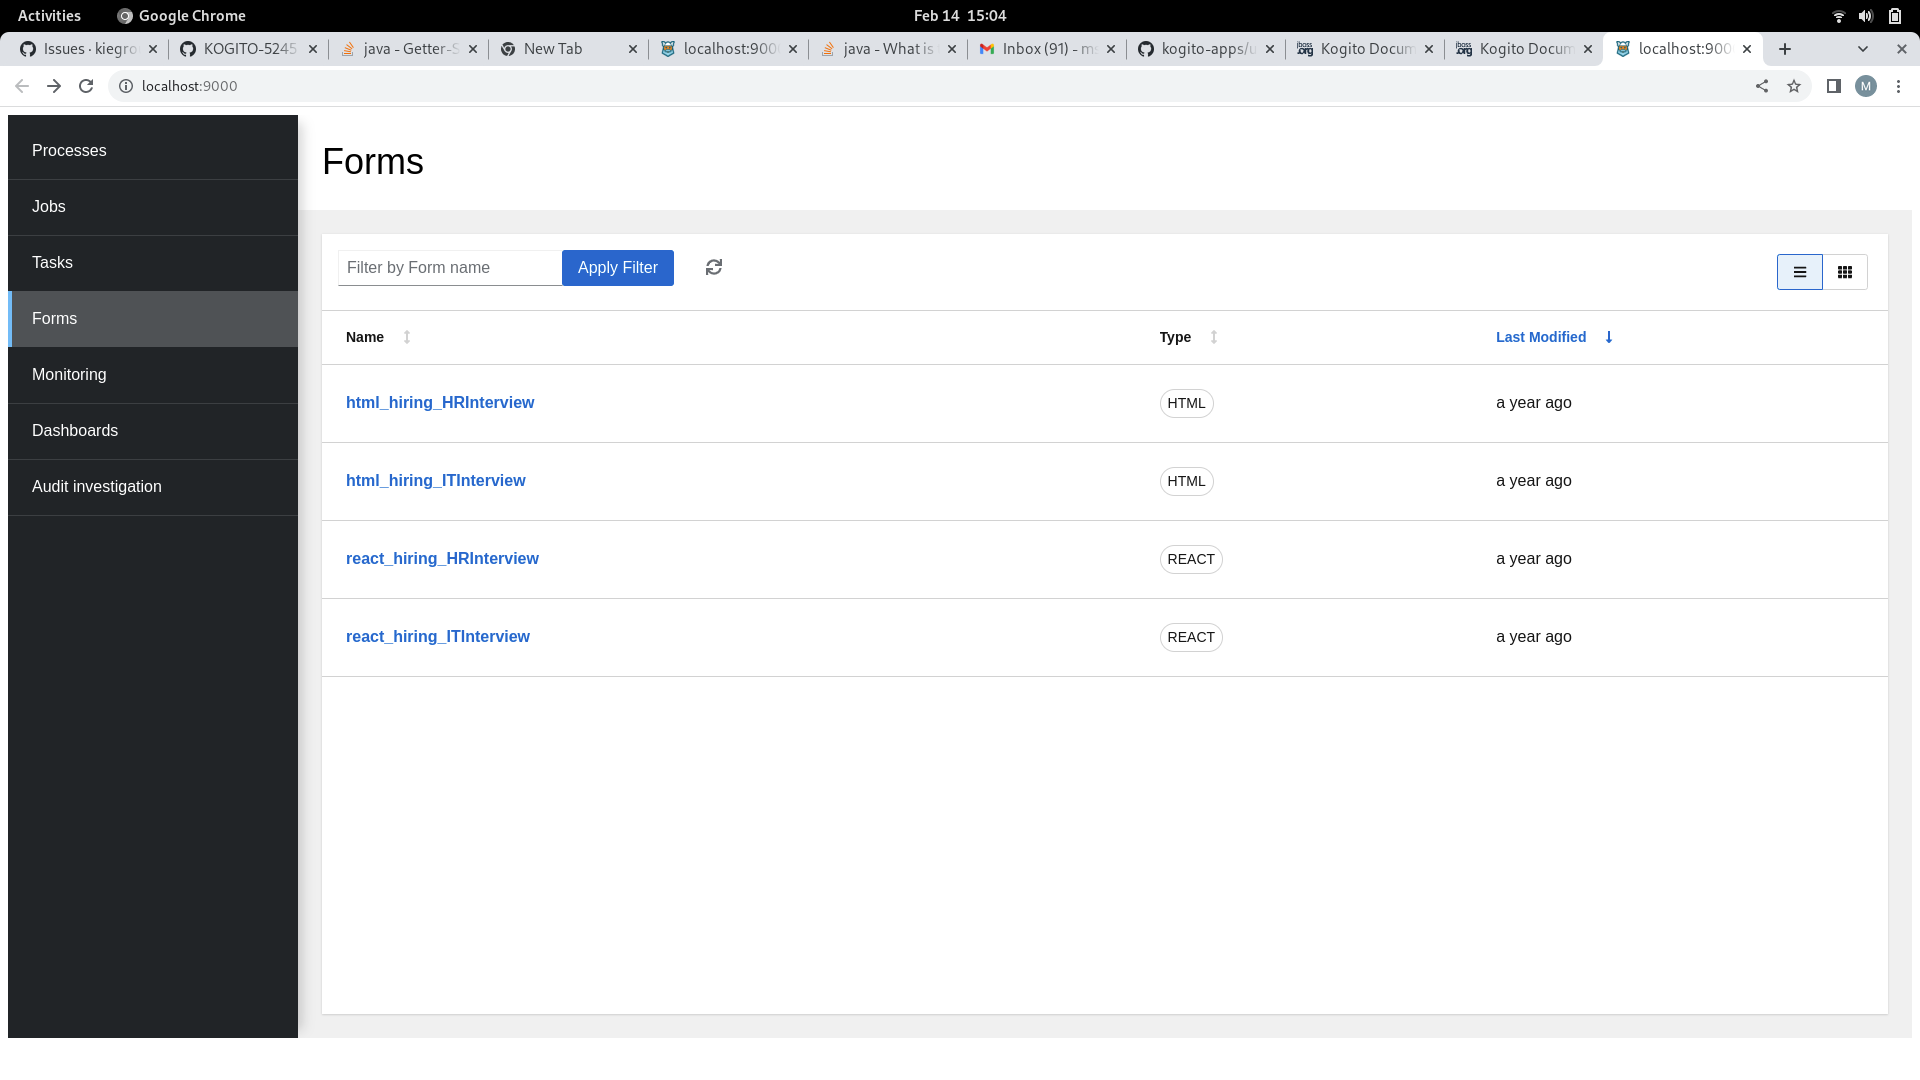 Activities Google Chrome Feb 14 15:04
Issues · kiegro KOGITO-5245 java - Getter-S New Tab localhost:900 java - What is Inbox (91) - ms kogito-apps/u Kogito Docum Kogito Docum localhost:900
localhost:9000 M
Processes
Jobs
Tasks
Forms
Monitoring
Dashboards
Audit investigation
Forms
Filter by Form name Apply Filter
Name Type Last Modified
html_hiring_HRInterview HTML a year ago
html_hiring_ITInterview HTML a year ago
react_hiring_HRInterview REACT a year ago
react_hiring_ITInterview REACT a year ago